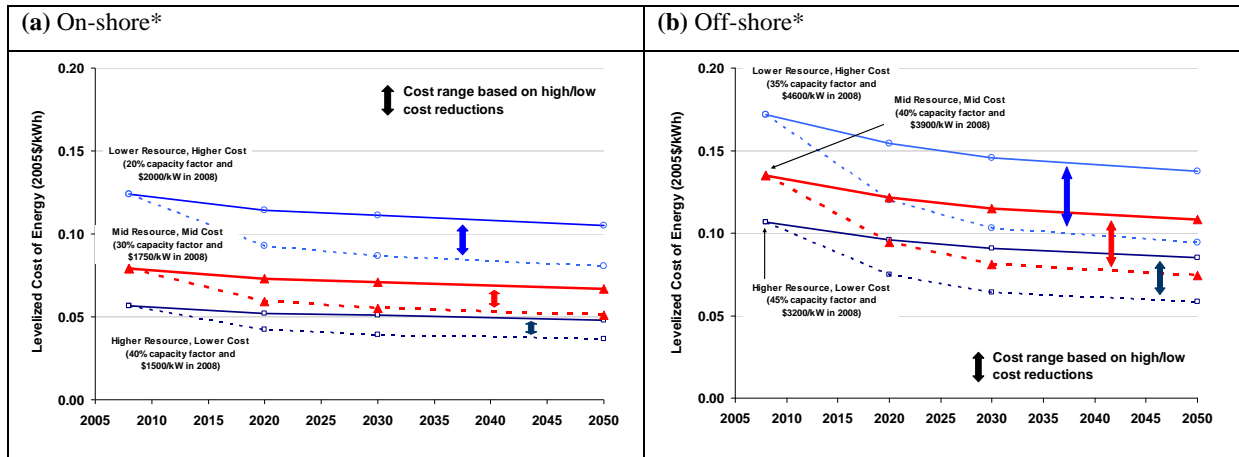 (a) On-shore*
(b) Off-shore*
Levelized Cost of Energy (2005$/kWh)
0.20
0.15
0.10
0.05
0.00
Cost range based on high/low
cost reductions
Lower Resource, Higher Cost
(20% capacity factor and
$2000/kW in 2008)
Mid Resource, Mid Cost
(30% capacity factor and
$1750/kW in 2008)
Higher Resource, Lower Cost
(40% capacity factor and
$1500/kW in 2008)
2005 2010 2015 2020 2025 2030 2035 2040 2045 2050
Levelized Cost of Energy (2005$/kWh)
0.20
0.15
0.10
0.05
0.00
Lower Resource, Higher Cost
(35% capacity factor and
$4600/kW in 2008)
Mid Resource, Mid Cost
(40% capacity factor and
$3900/kW in 2008)
Higher Resource, Lower Cost
(45% capacity factor and
$3200/kW in 2008)
Cost range based on high/low
cost reductions
2005 2010 2015 2020 2025 2030 2035 2040 2045 2050